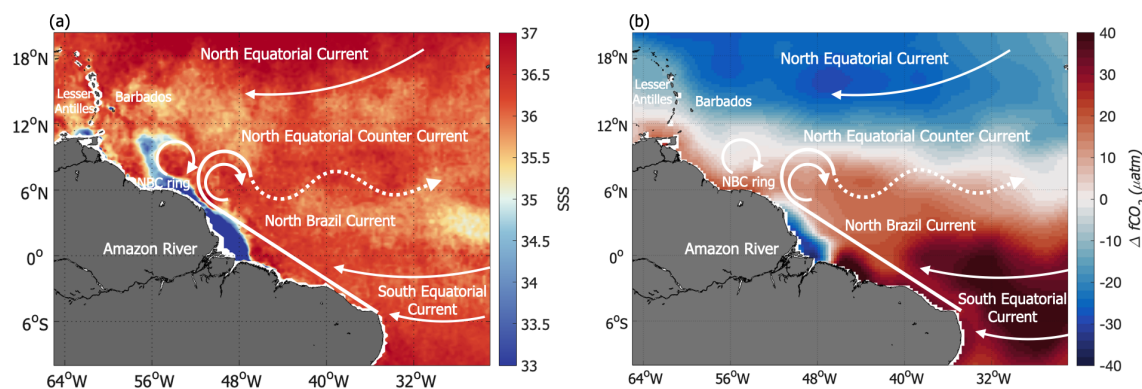 (a)
North Equatorial Current
Lesser
Antilles
Barbados
North Equatorial Counter Current
NBC ring
North Brazil Current
Amazon River
South Equatorial
Current
18°N
12°N
6°N
0°
6°S
64°W
56°W
48°W
40°W
32°W
37
36.5
36
35.5
35
34.5
34
33.5
33
SSS
(b)
North Equatorial Current
Lesser
Antilles
Barbados
North Equatorial Counter Current
NBC ring
North Brazil Current
Amazon River
South Equatorial
Current
18°N
12°N
6°N
0°
6°S
64°W
56°W
48°W
40°W
32°W
40
30
20
10
0
-10
-20
-30
-40
Δ fCO₂ (μatm)